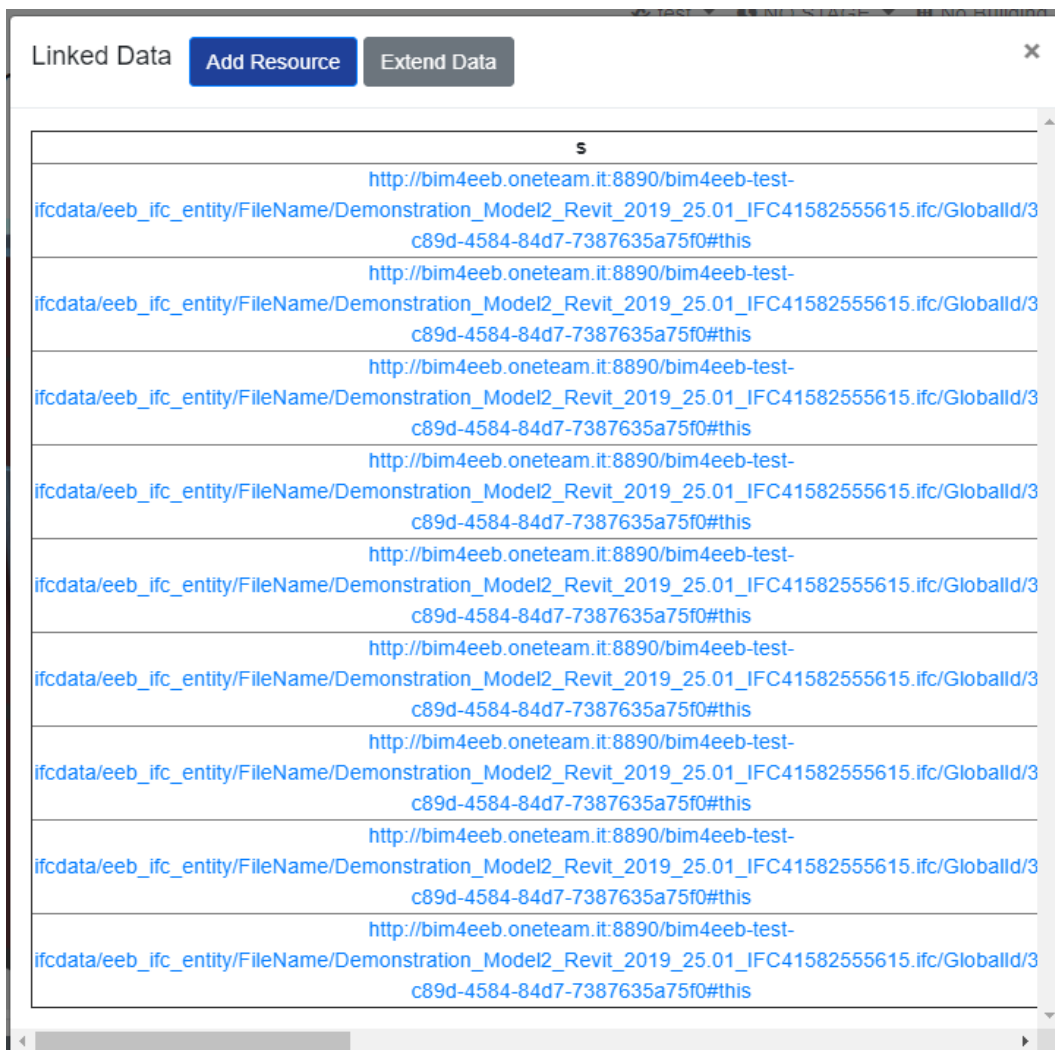 test NO STAGE No Building
Linked Data Add Resource Extend Data ×
s
http://bim4eeb.oneteam.it:8890/bim4eeb-test-
ifcdata/eeb_ifc_entity/FileName/Demonstration_Model2_Revit_2019_25.01_IFC41582555615.ifc/GlobalId/3
c89d-4584-84d7-7387635a75f0#this
http://bim4eeb.oneteam.it:8890/bim4eeb-test-
ifcdata/eeb_ifc_entity/FileName/Demonstration_Model2_Revit_2019_25.01_IFC41582555615.ifc/GlobalId/3
c89d-4584-84d7-7387635a75f0#this
http://bim4eeb.oneteam.it:8890/bim4eeb-test-
ifcdata/eeb_ifc_entity/FileName/Demonstration_Model2_Revit_2019_25.01_IFC41582555615.ifc/GlobalId/3
c89d-4584-84d7-7387635a75f0#this
http://bim4eeb.oneteam.it:8890/bim4eeb-test-
ifcdata/eeb_ifc_entity/FileName/Demonstration_Model2_Revit_2019_25.01_IFC41582555615.ifc/GlobalId/3
c89d-4584-84d7-7387635a75f0#this
http://bim4eeb.oneteam.it:8890/bim4eeb-test-
ifcdata/eeb_ifc_entity/FileName/Demonstration_Model2_Revit_2019_25.01_IFC41582555615.ifc/GlobalId/3
c89d-4584-84d7-7387635a75f0#this
http://bim4eeb.oneteam.it:8890/bim4eeb-test-
ifcdata/eeb_ifc_entity/FileName/Demonstration_Model2_Revit_2019_25.01_IFC41582555615.ifc/GlobalId/3
c89d-4584-84d7-7387635a75f0#this
http://bim4eeb.oneteam.it:8890/bim4eeb-test-
ifcdata/eeb_ifc_entity/FileName/Demonstration_Model2_Revit_2019_25.01_IFC41582555615.ifc/GlobalId/3
c89d-4584-84d7-7387635a75f0#this
http://bim4eeb.oneteam.it:8890/bim4eeb-test-
ifcdata/eeb_ifc_entity/FileName/Demonstration_Model2_Revit_2019_25.01_IFC41582555615.ifc/GlobalId/3
c89d-4584-84d7-7387635a75f0#this
http://bim4eeb.oneteam.it:8890/bim4eeb-test-
ifcdata/eeb_ifc_entity/FileName/Demonstration_Model2_Revit_2019_25.01_IFC41582555615.ifc/GlobalId/3
c89d-4584-84d7-7387635a75f0#this